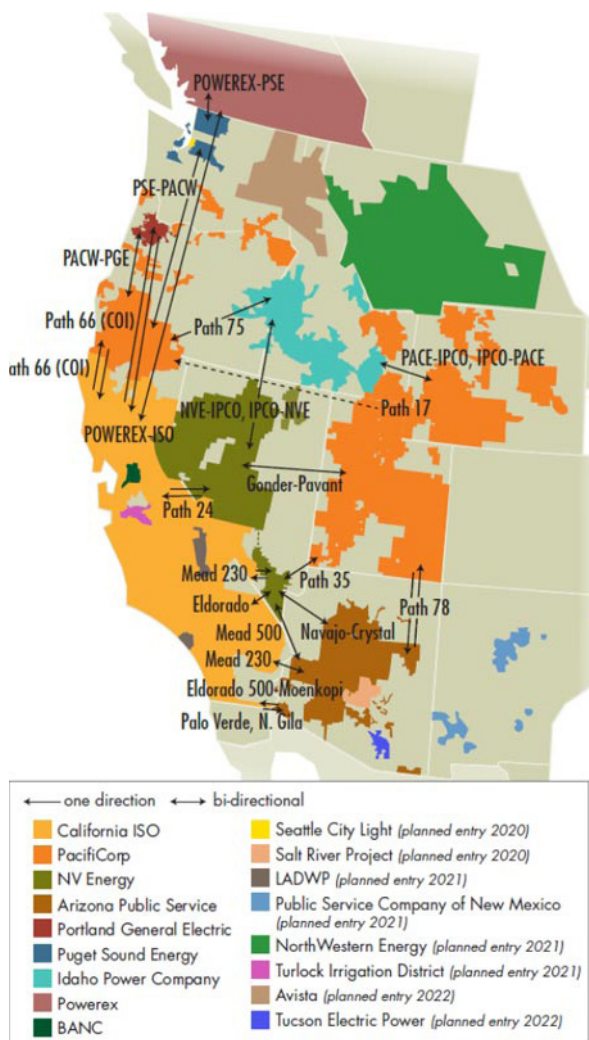 POWEREX-PSE
PSE-PACW
PACW-PGE
Path 66 (COI)
Path 75
ath 66 (COI)
PACE-IPCO, IPCO-PACE
NVE-IPCO, IPCO-NVE
Path 17
POWEREX-ISO
Gonder-Pavant
Path 24
Mead 230
Path 35
Eldorado
Path 78
Mead 500
Navajo-Crystal
Mead 230
Eldorado 500-Moenkopi
Palo Verde, N. Gila
one direction
bi-directional
California ISO
PacifiCorp
NV Energy
Arizona Public Service
Portland General Electric
Puget Sound Energy
Idaho Power Company
Powerex
BANC
Seattle City Light (planned entry 2020)
Salt River Project (planned entry 2020)
LADWP (planned entry 2021)
Public Service Company of New Mexico
(planned entry 2021)
NorthWestern Energy (planned entry 2021)
Turlock Irrigation District (planned entry 2021)
Avista (planned entry 2022)
Tucson Electric Power (planned entry 2022)